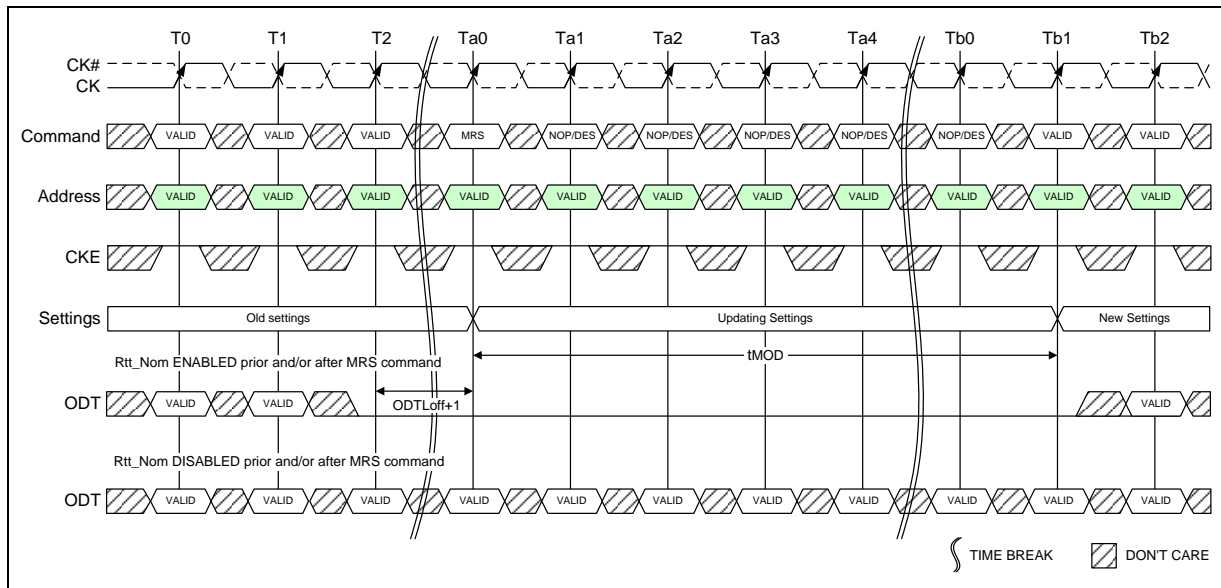 T0 T1 T2 Ta0 Ta1 Ta2 Ta3 Ta4 Tb0 Tb1 Tb2
CK#
CK
Command VALID VALID VALID MRS NOP/DES NOP/DES NOP/DES NOP/DES NOP/DES VALID VALID
Address VALID VALID VALID VALID VALID VALID VALID VALID VALID VALID VALID
CKE
Settings Old settings Updating Settings New Settings
Rtt_Nom ENABLED prior and/or after MRS command tMOD
ODT VALID VALID ODTLoff+1 VALID
Rtt_Nom DISABLED prior and/or after MRS command
ODT VALID VALID VALID VALID VALID VALID VALID VALID VALID VALID VALID
TIME BREAK DON'T CARE